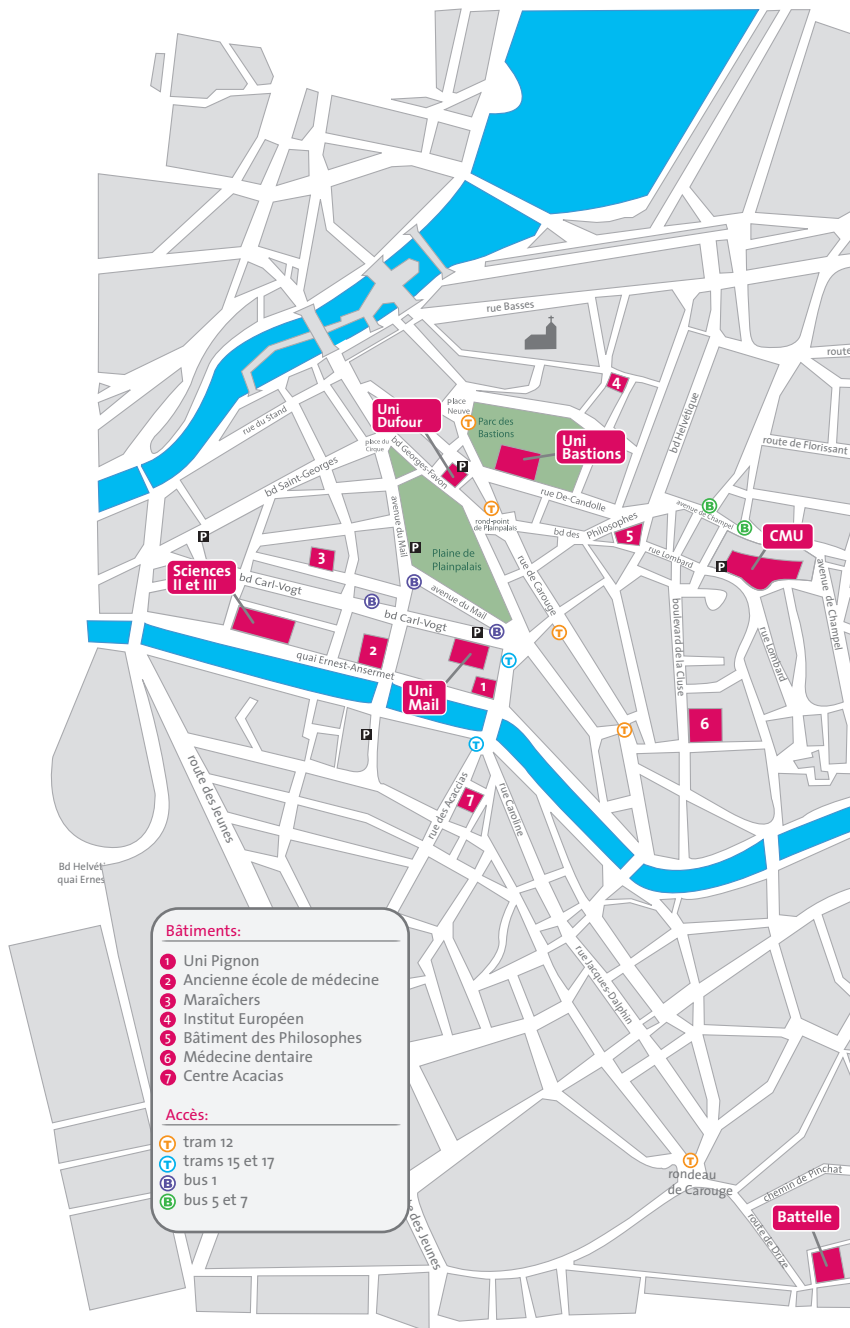 rue Basses
route
4
place
Neuve
T
Parc des
Bastions
Uni
Dufour
bd Helvétique
rue du Stand
place du
Cirque
bd Georges-Favon
P
Uni
Bastions
route de Florissant
bd Saint-Georges
rue De-Candolle
avenue du Mail
T
rond-point
de Plainpalais
bd des Philosophes
B
avenue de Champel
B
CMU
5
P
P
Plaine de
Plainpalais
rue Lombard
P
3
Sciences
II et III
bd Carl-Vogt
B
B
avenue du Mail
rue de Carouge
avenue de Champel
bd Carl-Vogt
P
B
T
boulevard de la Cluse
rue Lombard
2
quai Ernest-Ansermet
T
1
Uni
Mail
6
T
P
T
route des Jeunes
rue des Acaccias
7
rue Caroline
Bd Helvéti
quai Ernes
rue Jacques-Dalphin
Bâtiments:
1 Uni Pignon
2 Ancienne école de médecine
3 Maraîchers
4 Institut Européen
5 Bâtiment des Philosophes
6 Médecine dentaire
7 Centre Acacias
Accès:
T tram 12
T trams 15 et 17
B bus 1
B bus 5 et 7
des Jeunes
T
rondeau
de Carouge
chemin de Pinchat
route de Drize
Battelle